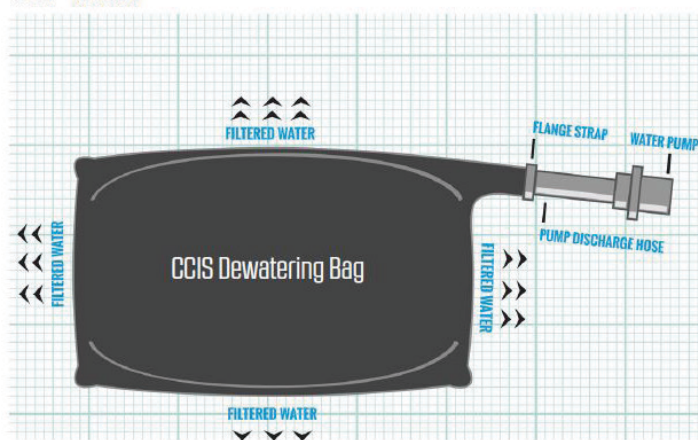 FILTERED WATER
FLANGE STRAP
WATER PUMP
FILTERED WATER
CCIS Dewatering Bag
FILTERED WATER
PUMP DISCHARGE HOSE
FILTERED WATER